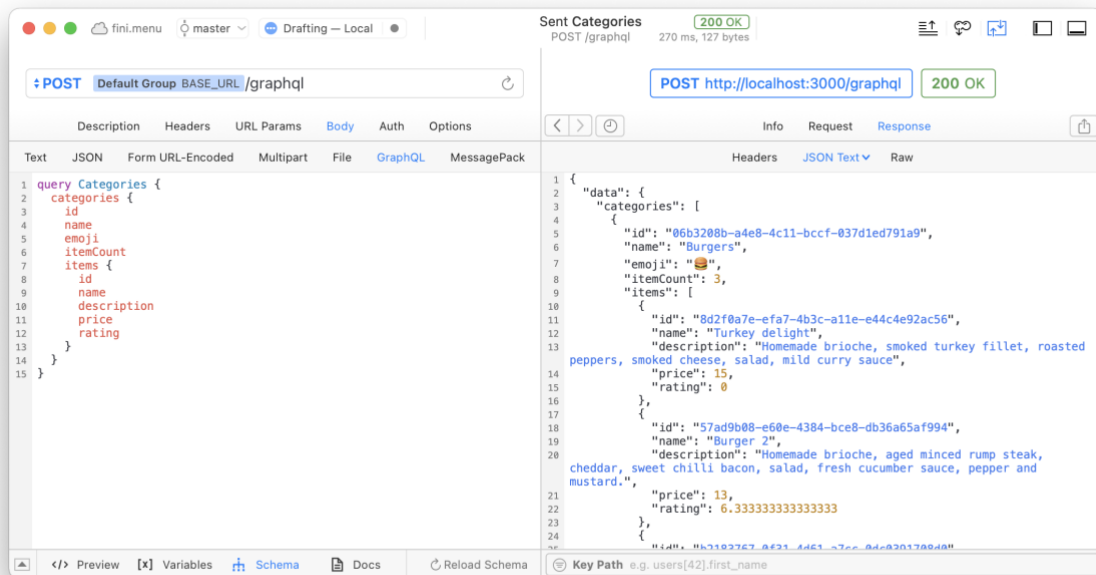 fini.menu
master
Drafting — Local
Sent Categories
POST /graphql
200 OK
270 ms, 127 bytes
POST Default Group BASE_URL /graphql
Description Headers URL Params Body Auth Options
Text JSON Form URL-Encoded Multipart File GraphQL MessagePack
1 query Categories {
2 categories {
3 id
4 name
5 emoji
6 itemCount
7 items {
8 id
9 name
10 description
11 price
12 rating
13 }
14 }
15 }
</> Preview [x] Variables Schema Docs Reload Schema
POST http://localhost:3000/graphql 200 OK
Info Request Response
Headers JSON Text Raw
1 {
2 "data": {
3 "categories": [
4 {
5 "id": "06b3208b-a4e8-4c11-bccf-037d1ed791a9",
6 "name": "Burgers",
7 "emoji": "🍔",
8 "itemCount": 3,
9 "items": [
10 {
11 "id": "8d2f0a7e-efa7-4b3c-a11e-e44c4e92ac56",
12 "name": "Turkey delight",
13 "description": "Homemade brioche, smoked turkey fillet, roasted
peppers, smoked cheese, salad, mild curry sauce",
14 "price": 15,
15 "rating": 0
16 },
17 {
18 "id": "57ad9b08-e60e-4384-bce8-db36a65af994",
19 "name": "Burger 2",
20 "description": "Homemade brioche, aged minced rump steak,
cheddar, sweet chilli bacon, salad, fresh cucumber sauce, pepper and
mustard.",
21 "price": 13,
22 "rating": 6.333333333333333
23 },
24 {
"id":
Key Path e.g. users[42].first_name